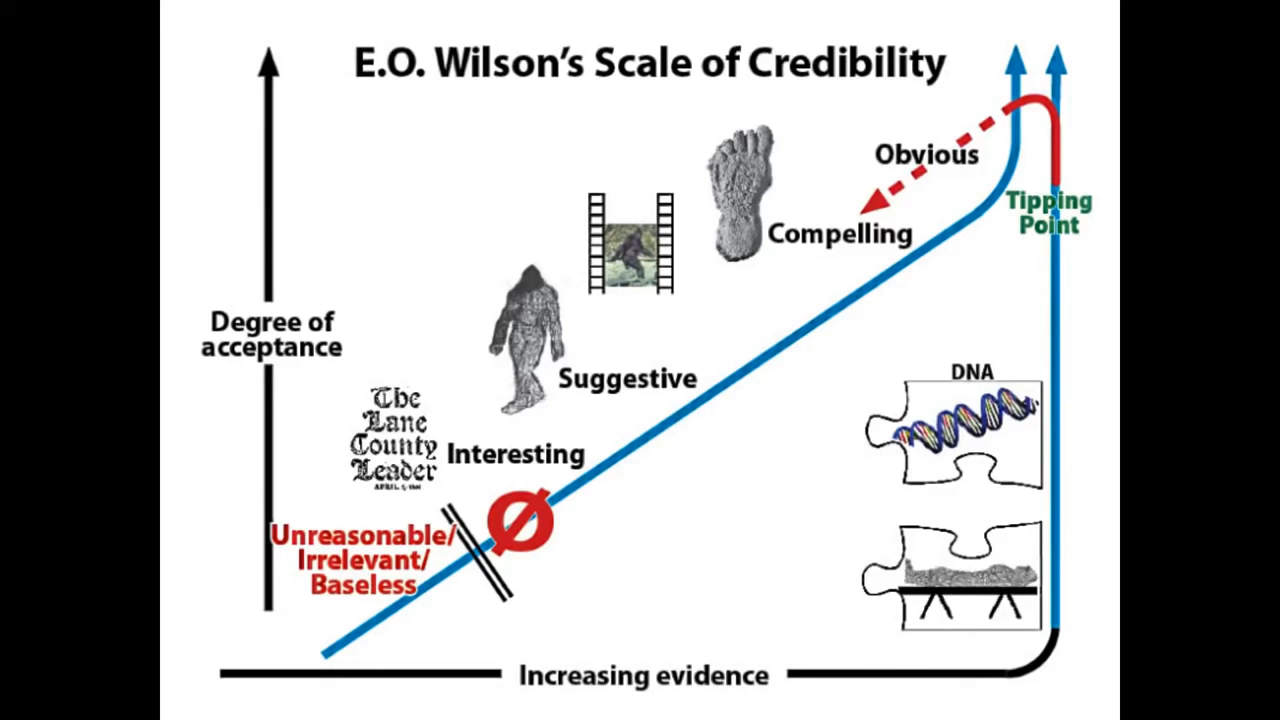 E.O. Wilson's Scale of Credibility
Obvious
Tipping
Point
Compelling
Degree of
acceptance
Suggestive
DNA
The
Lane
County
Leader
Interesting
Unreasonable/
Irrelevant/
Baseless
Increasing evidence